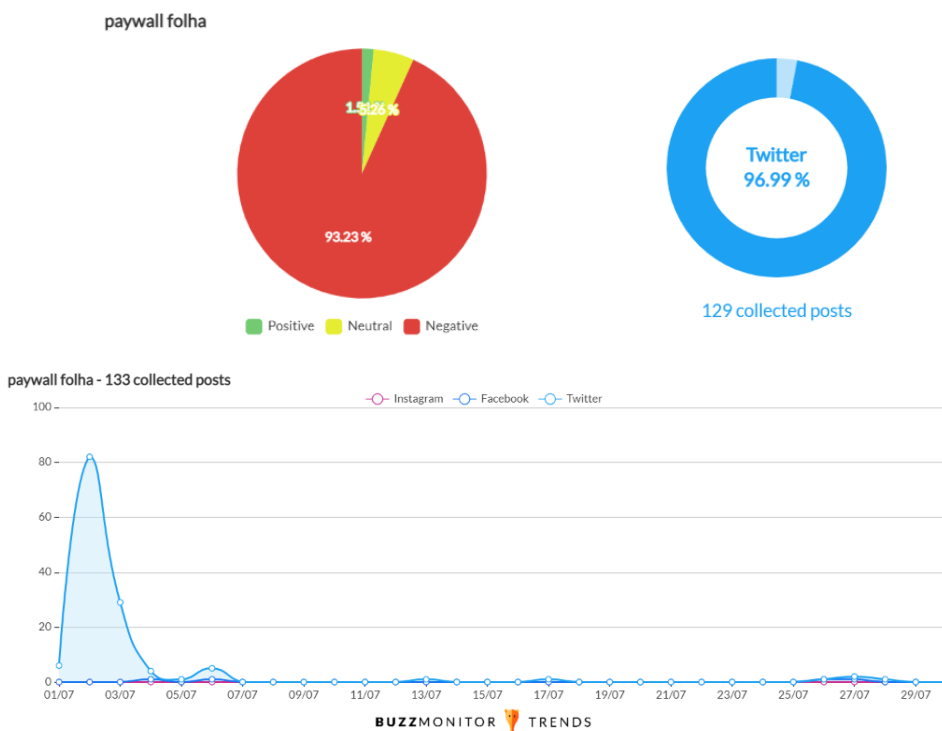 paywall folha
5.26 %
93.23 %
Positive Neutral Negative
Twitter
96.99 %
129 collected posts
paywall folha - 133 collected posts
Instagram Facebook Twitter
100
80
60
40
20
0
01/07 03/07 05/07 07/07 09/07 11/07 13/07 15/07 17/07 19/07 21/07 23/07 25/07 27/07 29/07
BUZZMONITOR TRENDS